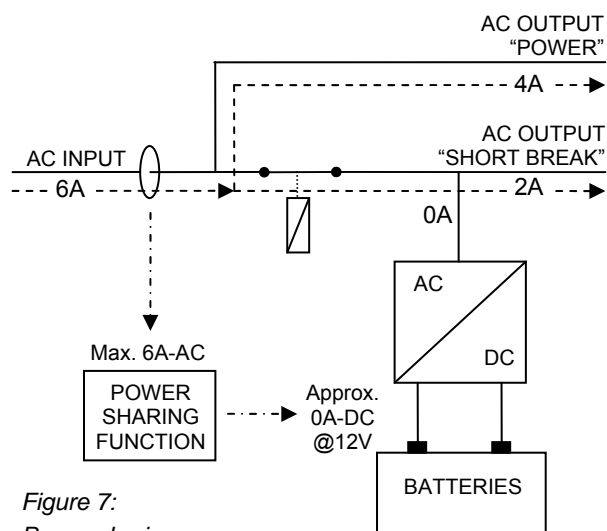 AC OUTPUT
“POWER”
4A
AC OUTPUT
“SHORT BREAK”
AC INPUT
6A
2A
0A
AC
DC
Max. 6A-AC
POWER
SHARING
FUNCTION
Approx.
0A-DC
@12V
BATTERIES
Figure 7: